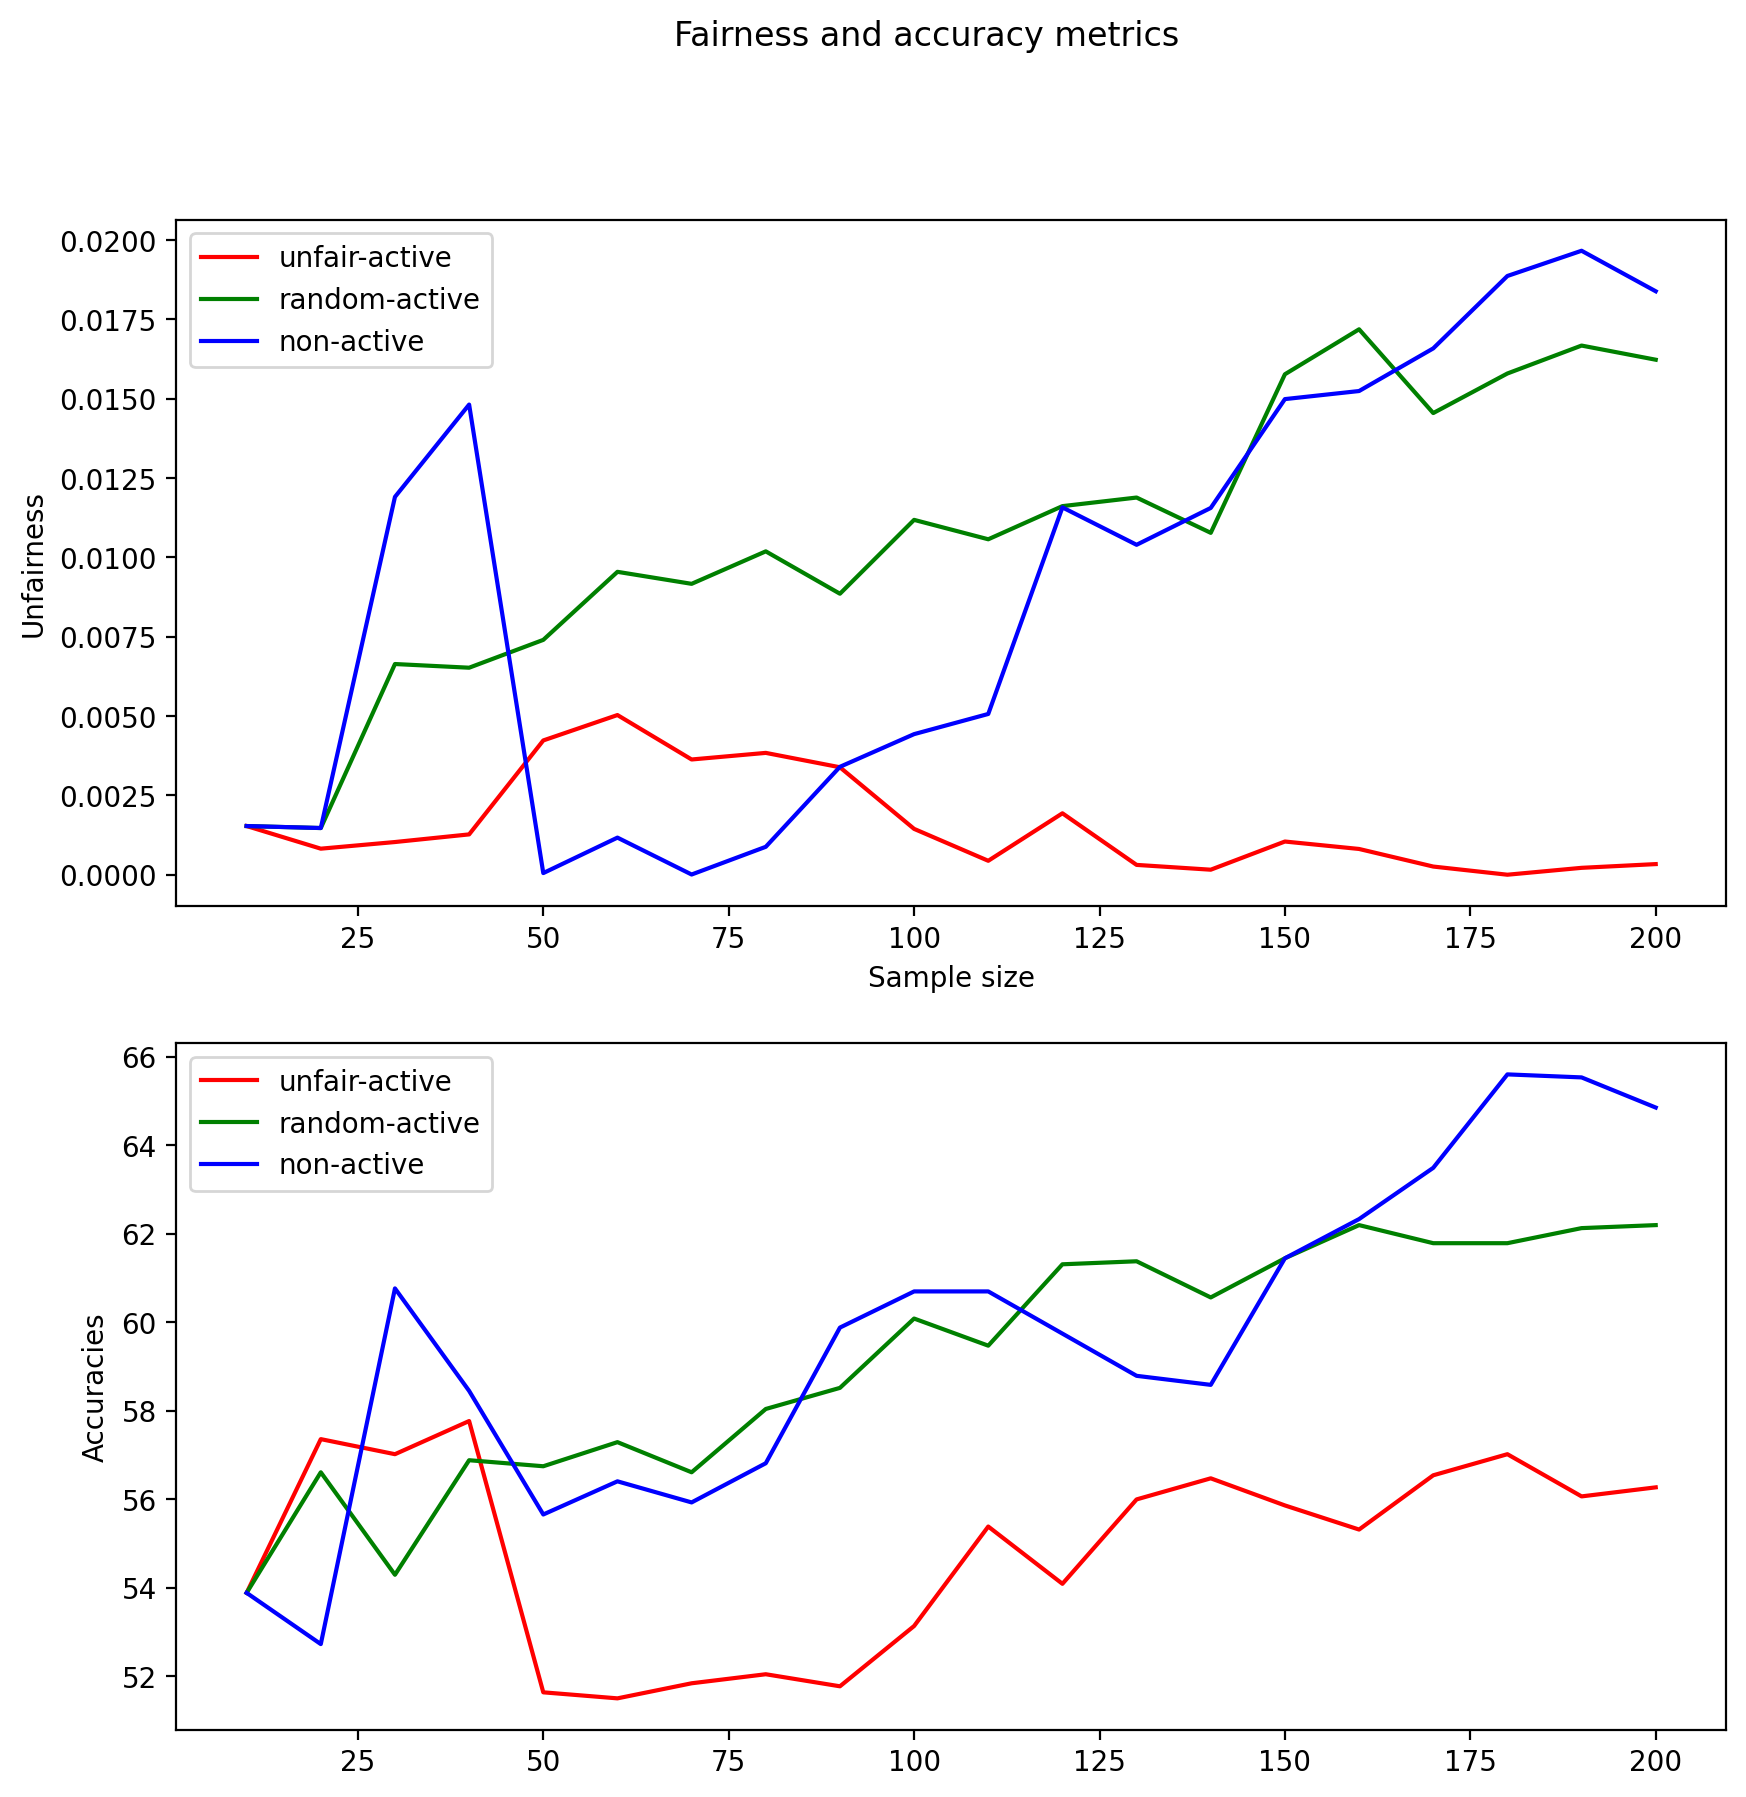 Fairness and accuracy metrics
0.0200
0.0175
0.0150
0.0125
0.0100
0.0075
0.0050
0.0025
0.0000
Unfairness
unfair-active
random-active
non-active
25 50 75 100 125 150 175 200
Sample size
66
64
62
60
58
56
54
52
Accuracies
unfair-active
random-active
non-active
25 50 75 100 125 150 175 200